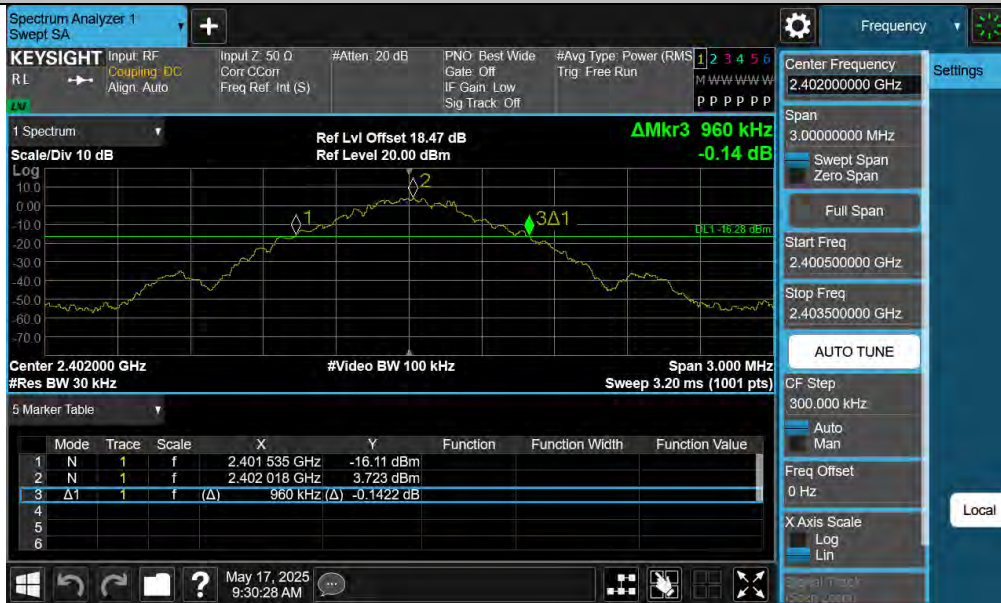 Spectrum Analyzer 1
Swept SA
+
Frequency
KEYSIGHT
RL
LXI
Input: RF
Coupling: DC
Align: Auto
Input Z: 50 Ω
Corr CCorr
Freq Ref: Int (S)
#Atten: 20 dB
PNO: Best Wide
Gate: Off
IF Gain: Low
Sig Track: Off
#Avg Type: Power (RMS
Trig: Free Run
1 2 3 4 5 6
M W W W W W
P P P P P P
1 Spectrum
Scale/Div 10 dB
Ref Lvl Offset 18.47 dB
Ref Level 20.00 dBm
ΔMkr3 960 kHz
-0.14 dB
Log
10.0
0.00
-10.0
-20.0
-30.0
-40.0
-50.0
-60.0
-70.0
1
2
3Δ1
DL1 -16.28 dBm
Center 2.402000 GHz
#Video BW 100 kHz
Span 3.000 MHz
#Res BW 30 kHz
Sweep 3.20 ms (1001 pts)
5 Marker Table
Mode Trace Scale X Y Function Function Width Function Value
1 N 1 f 2.401 535 GHz -16.11 dBm
2 N 1 f 2.402 018 GHz 3.723 dBm
3 Δ1 1 f (Δ) 960 kHz (Δ) -0.1422 dB
4
5
6
?
May 17, 2025
9:30:28 AM
Center Frequency
2.402000000 GHz
Settings
Span
3.00000000 MHz
Swept Span
Zero Span
Full Span
Start Freq
2.400500000 GHz
Stop Freq
2.403500000 GHz
AUTO TUNE
CF Step
300.000 kHz
Auto
Man
Freq Offset
0 Hz
Local
X Axis Scale
Log
Lin
Signal Track
(Span Zoom)